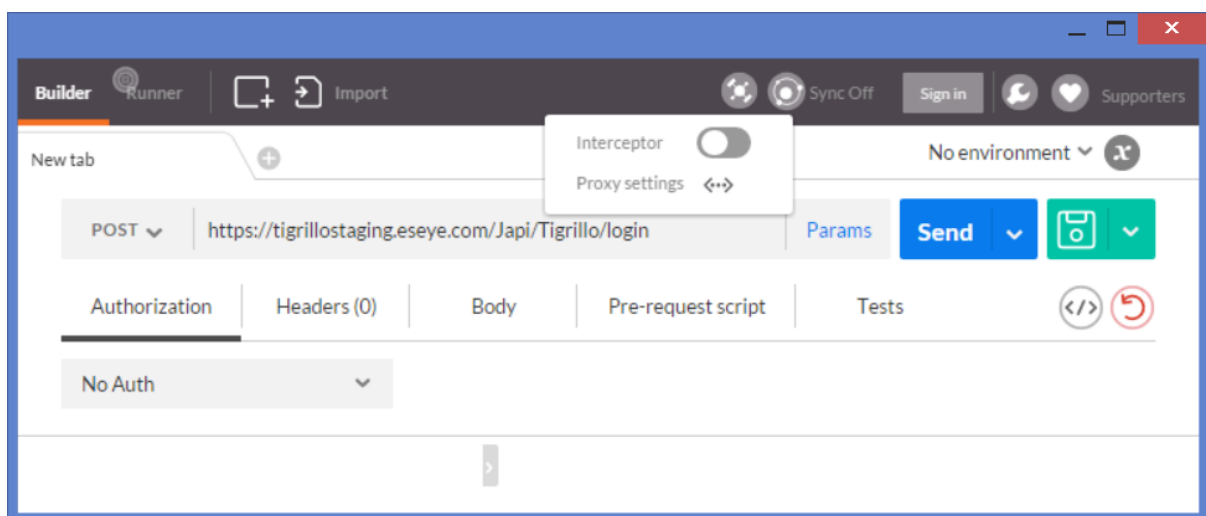 Builder Runner Import Sync Off Sign in Supporters
New tab Interceptor No environment x
Proxy settings
POST https://tigrillostaging.eseye.com/Japi/Tigrillo/login Params Send
Authorization Headers (0) Body Pre-request script Tests </>
No Auth